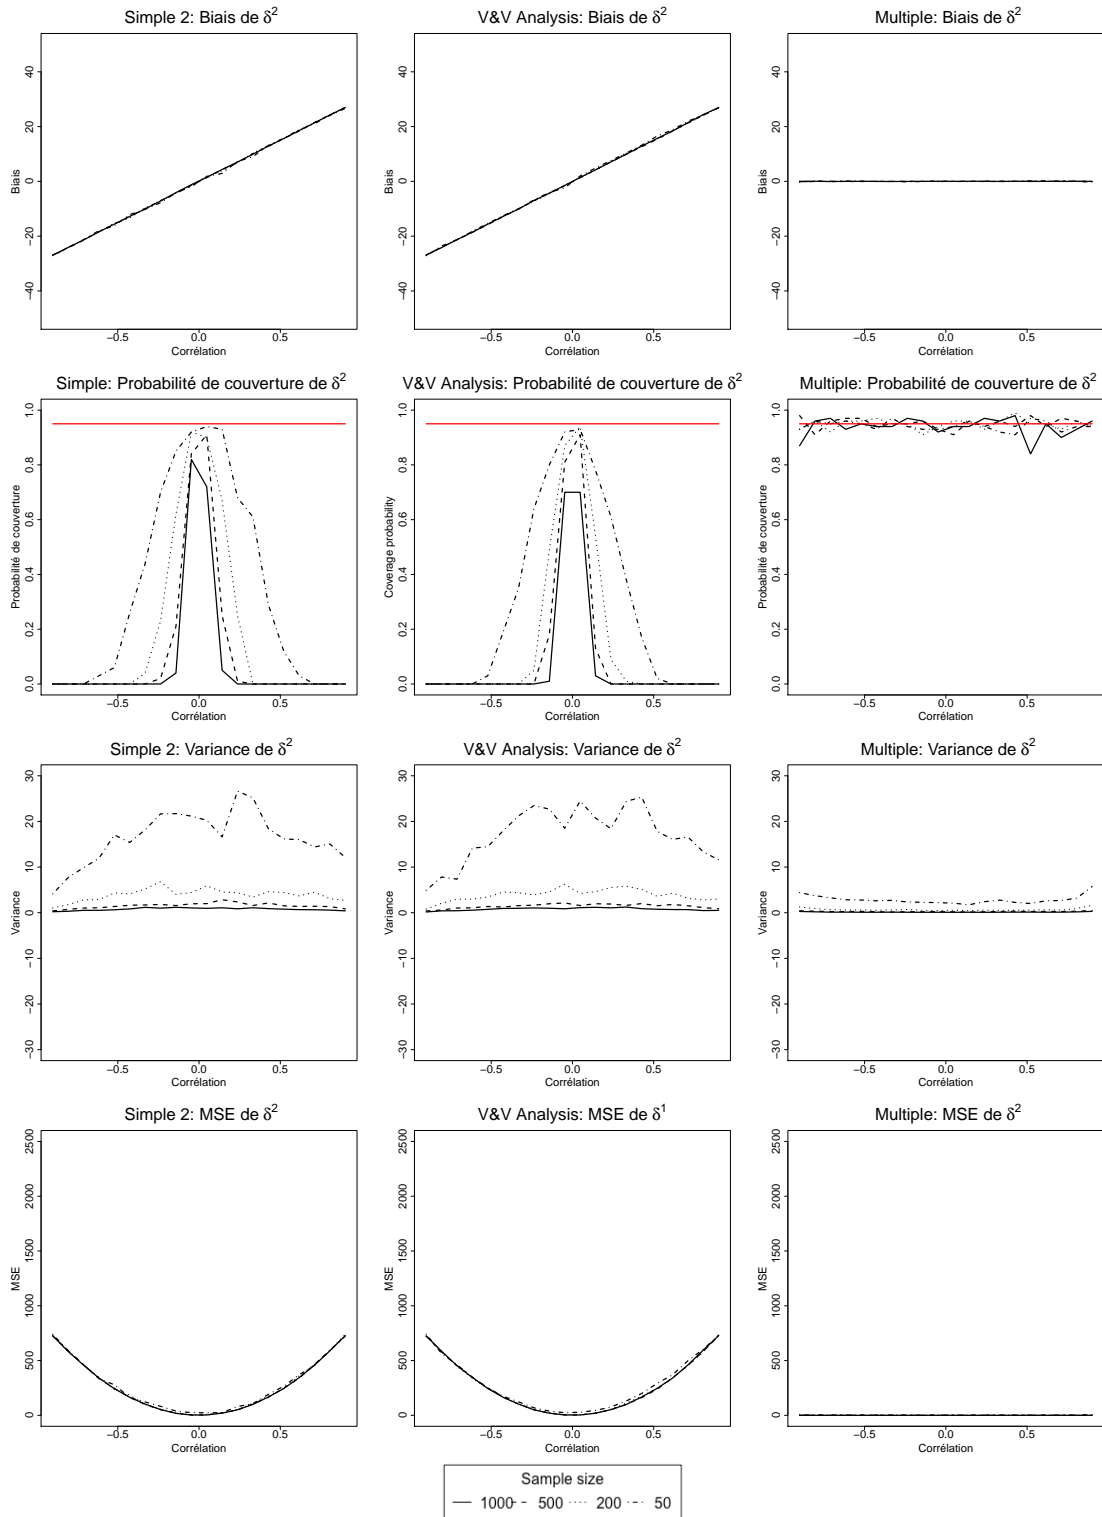 Simple 2: Biais de δ²
V&V Analysis: Biais de δ²
Multiple: Biais de δ²
Biais
−40 −20 0 20 40
−0.5 0.0 0.5
Corrélation
Biais
−40 −20 0 20 40
−0.5 0.0 0.5
Corrélation
Biais
−40 −20 0 20 40
−0.5 0.0 0.5
Corrélation
Simple: Probabilité de couverture de δ²
V&V Analysis: Probabilité de couverture de δ²
Multiple: Probabilité de couverture de δ²
Probabilité de couverture
0.0 0.2 0.4 0.6 0.8 1.0
−0.5 0.0 0.5
Corrélation
Coverage probability
0.0 0.2 0.4 0.6 0.8 1.0
−0.5 0.0 0.5
Corrélation
Probabilité de couverture
0.0 0.2 0.4 0.6 0.8 1.0
−0.5 0.0 0.5
Corrélation
Simple 2: Variance de δ²
V&V Analysis: Variance de δ²
Multiple: Variance de δ²
Variance
−30 −20 −10 0 10 20 30
−0.5 0.0 0.5
Corrélation
Variance
−30 −20 −10 0 10 20 30
−0.5 0.0 0.5
Corrélation
Variance
−30 −20 −10 0 10 20 30
−0.5 0.0 0.5
Corrélation
Simple 2: MSE de δ²
V&V Analysis: MSE de δ¹
Multiple: MSE de δ²
MSE
0 500 1000 1500 2000 2500
−0.5 0.0 0.5
Corrélation
MSE
0 500 1000 1500 2000 2500
−0.5 0.0 0.5
Corrélation
MSE
0 500 1000 1500 2000 2500
−0.5 0.0 0.5
Corrélation
Sample size
1000 500 200 50